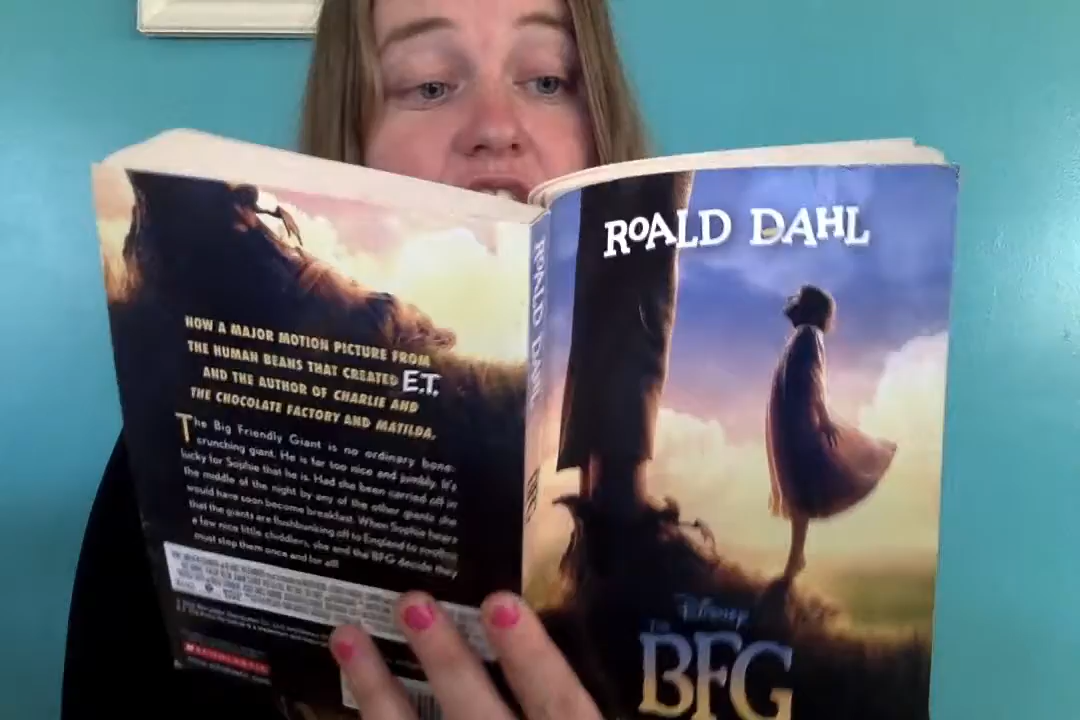 NOW A MAJOR MOTION PICTURE FROM
THE HUMAN BEANS THAT CREATED E.T.
AND THE AUTHOR OF CHARLIE AND
THE CHOCOLATE FACTORY AND MATILDA.
The Big Friendly Giant is no ordinary bone-
crunching giant. He is far too nice and jumbly. It's
lucky for Sophie that he is. Had she been carried off in
the middle of the night by any of the other giants she
would have soon become breakfast. When Sophie hears
that the giants are flushbunking off to England to swollop
a few nice little chiddlers, she and the BFG decide they
must stop them once and for all!
SCHOLASTIC
ROALD DAHL
BFG
ROALD DAHL
Disney
THE
BFG